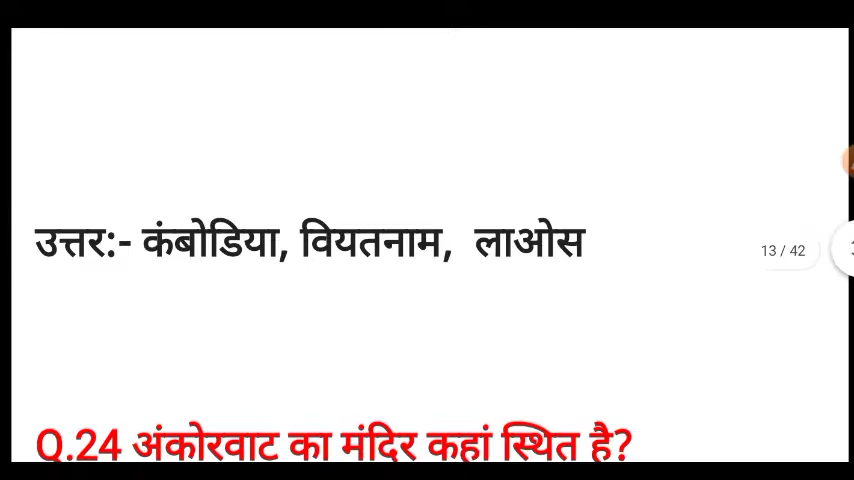 उत्तर:- कंबोडिया, वियतनाम, लाओस
13 / 42
Q.24 अंकोरवाट का मंदिर कहां स्थित है?